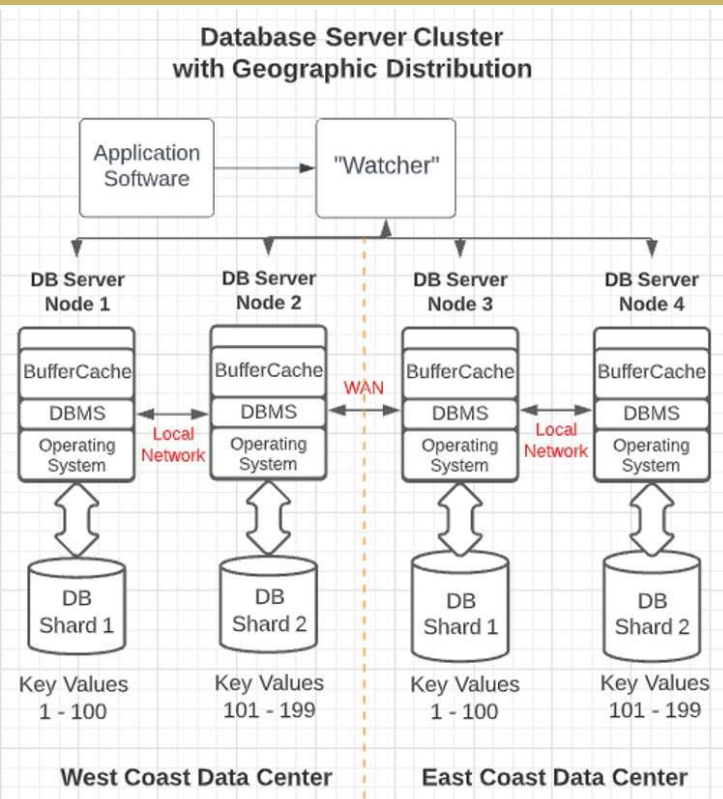 Database Server Cluster
with Geographic Distribution
Application
Software
"Watcher"
DB Server
Node 1
DB Server
Node 2
DB Server
Node 3
DB Server
Node 4
BufferCache
DBMS
Operating
System
Local
Network
BufferCache
DBMS
Operating
System
WAN
BufferCache
DBMS
Operating
System
Local
Network
BufferCache
DBMS
Operating
System
DB
Shard 1
DB
Shard 2
DB
Shard 1
DB
Shard 2
Key Values
1 - 100
Key Values
101 - 199
Key Values
1 - 100
Key Values
101 - 199
West Coast Data Center
East Coast Data Center